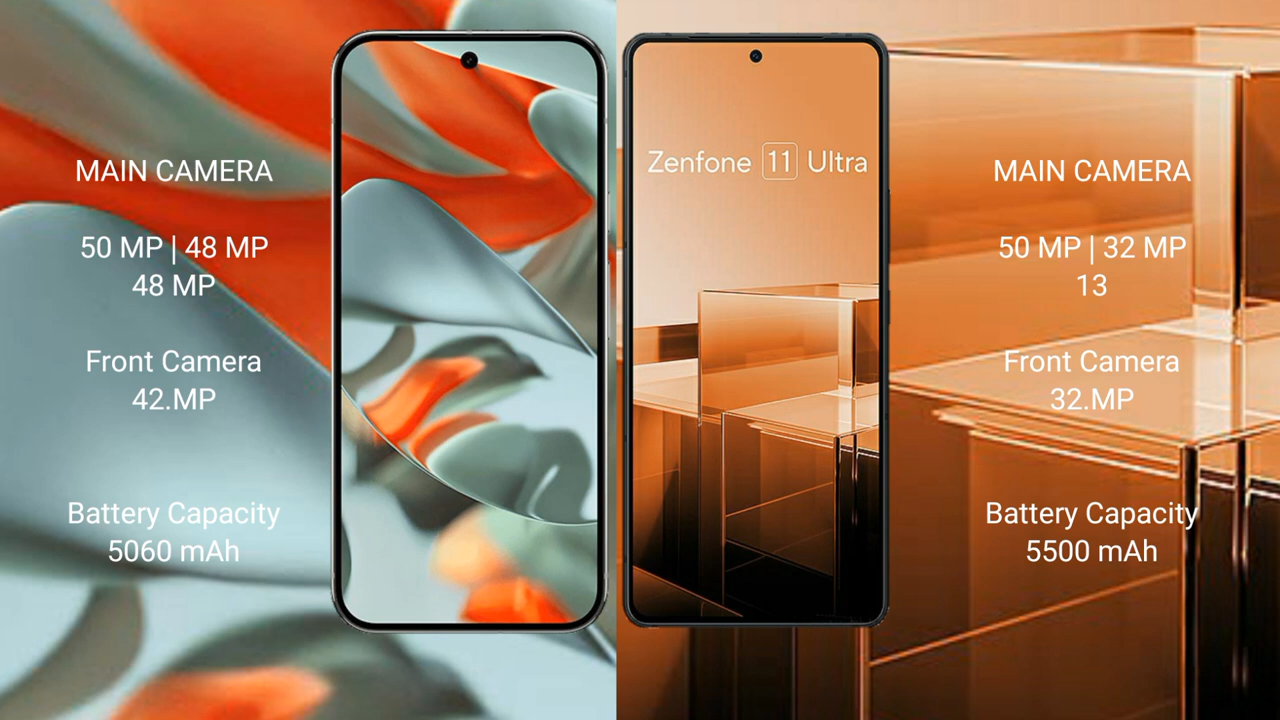 MAIN CAMERA
50 MP | 48 MP
48 MP
Front Camera
42.MP
Battery Capacity
5060 mAh
Zenfone 11 Ultra
MAIN CAMERA
50 MP | 32 MP
13
Front Camera
32.MP
Battery Capacity
5500 mAh